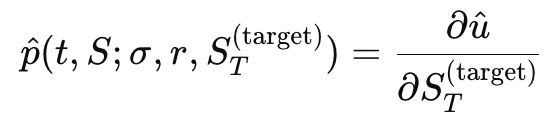 p̂(t, S; σ, r, S_T^(target)) = ∂û / ∂S_T^(target)